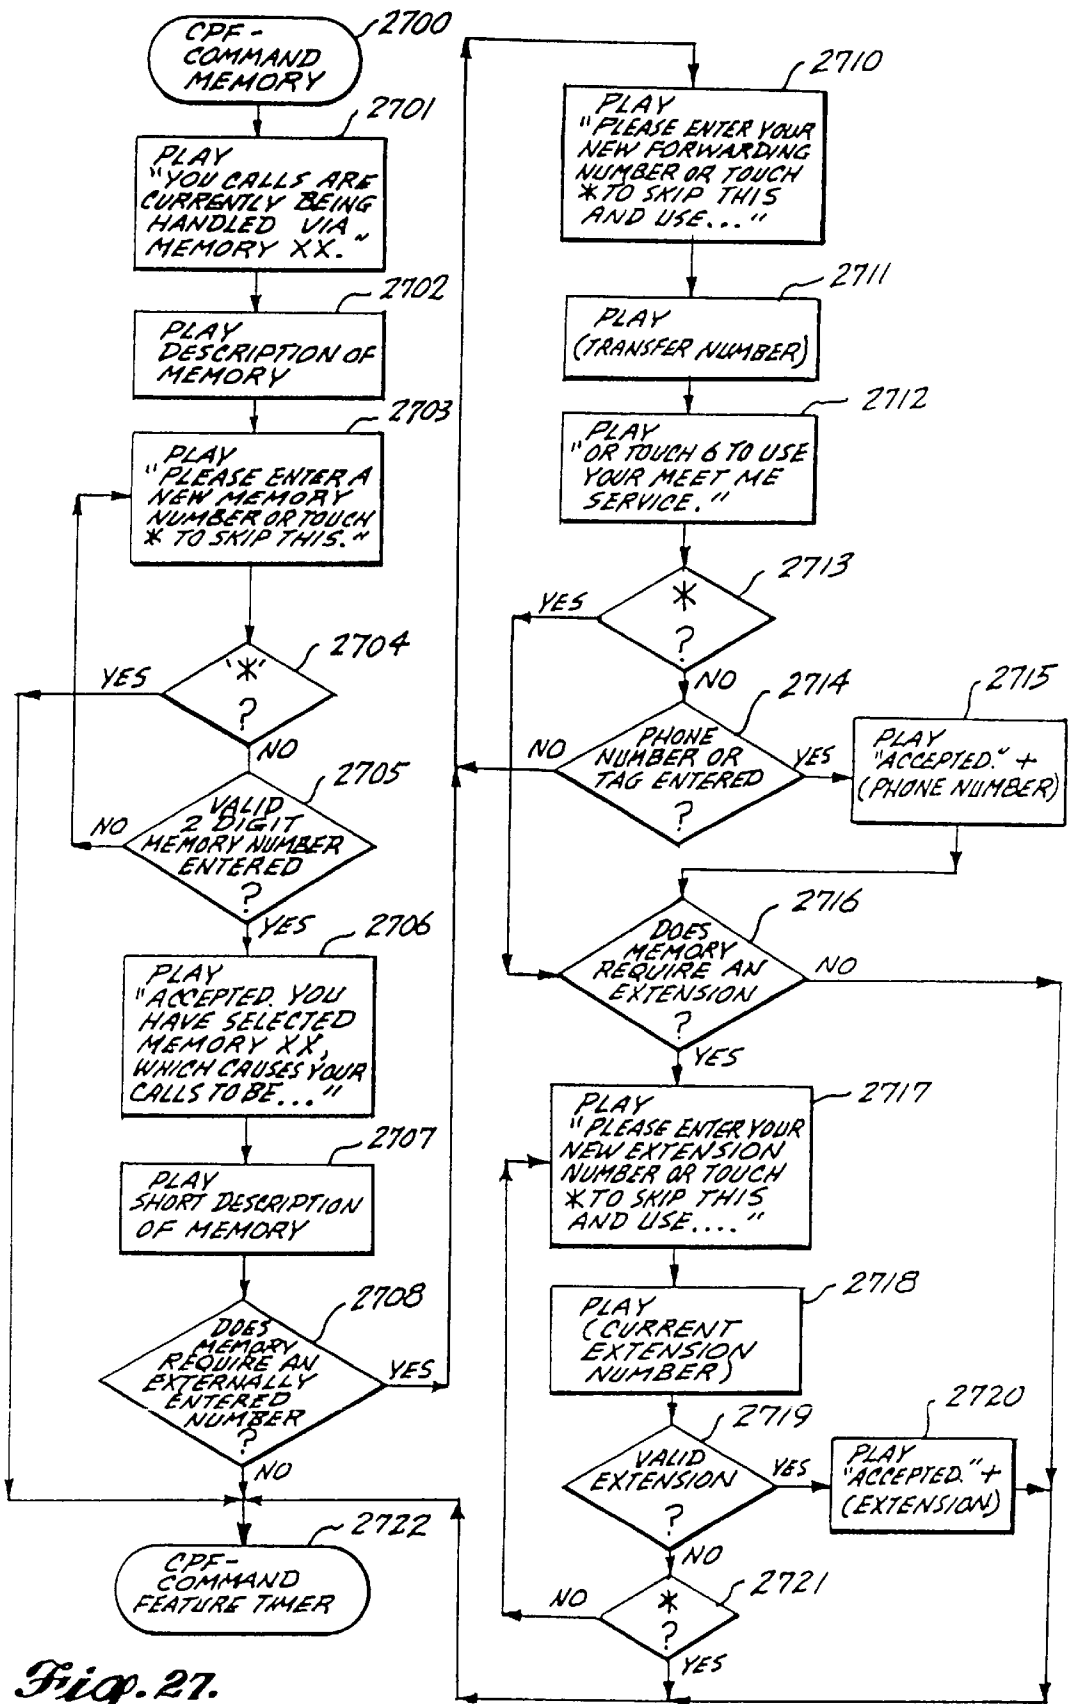 CPF-
COMMAND
MEMORY
2700
2701
PLAY
"YOU CALLS ARE
CURRENTLY BEING
HANDLED VIA
MEMORY XX."
2702
PLAY
DESCRIPTION OF
MEMORY
2703
PLAY
"PLEASE ENTER A
NEW MEMORY
NUMBER OR TOUCH
* TO SKIP THIS."
2704
'*'
?
YES
NO
2705
VALID
2 DIGIT
MEMORY NUMBER
ENTERED
?
NO
YES
2706
PLAY
"ACCEPTED. YOU
HAVE SELECTED
MEMORY XX,
WHICH CAUSES YOUR
CALLS TO BE..."
2707
PLAY
SHORT DESCRIPTION
OF MEMORY
2708
DOES
MEMORY
REQUIRE AN
EXTERNALLY
ENTERED
NUMBER
?
YES
NO
2722
CPF-
COMMAND
FEATURE TIMER
2710
PLAY
"PLEASE ENTER YOUR
NEW FORWARDING
NUMBER OR TOUCH
* TO SKIP THIS
AND USE..."
2711
PLAY
(TRANSFER NUMBER)
2712
PLAY
"OR TOUCH 6 TO USE
YOUR MEET ME
SERVICE."
2713
*
?
YES
NO
2714
PHONE
NUMBER OR
TAG ENTERED
?
NO
YES
2715
PLAY
"ACCEPTED." +
(PHONE NUMBER)
2716
DOES
MEMORY
REQUIRE AN
EXTENSION
?
NO
YES
2717
PLAY
"PLEASE ENTER YOUR
NEW EXTENSION
NUMBER OR TOUCH
* TO SKIP THIS
AND USE...."
2718
PLAY
(CURRENT
EXTENSION
NUMBER)
2719
VALID
EXTENSION
?
YES
NO
2720
PLAY
"ACCEPTED." +
(EXTENSION)
2721
*
?
NO
YES
Fig. 27.